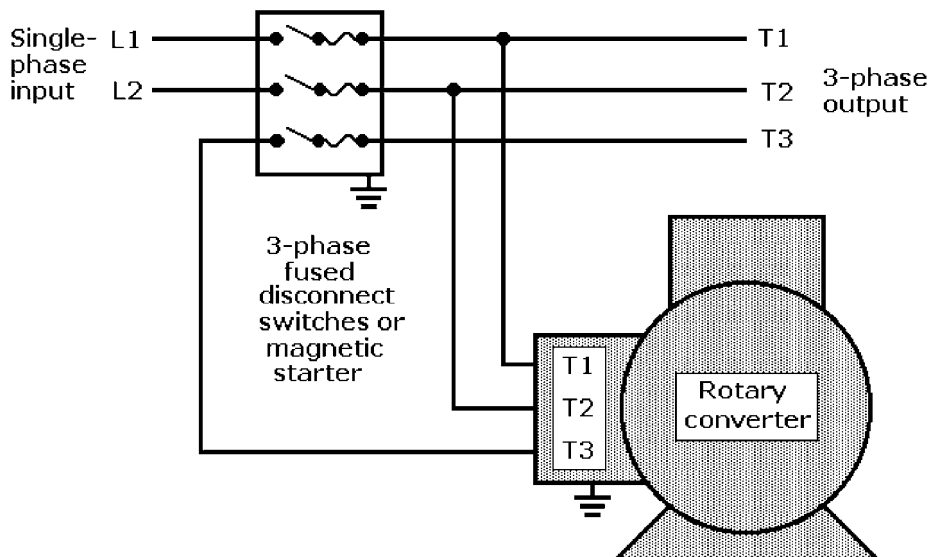 Single-
phase
input
L1
L2
T1
T2
T3
3-phase
output
3-phase
fused
disconnect
switches or
magnetic
starter
T1
T2
T3
Rotary
converter